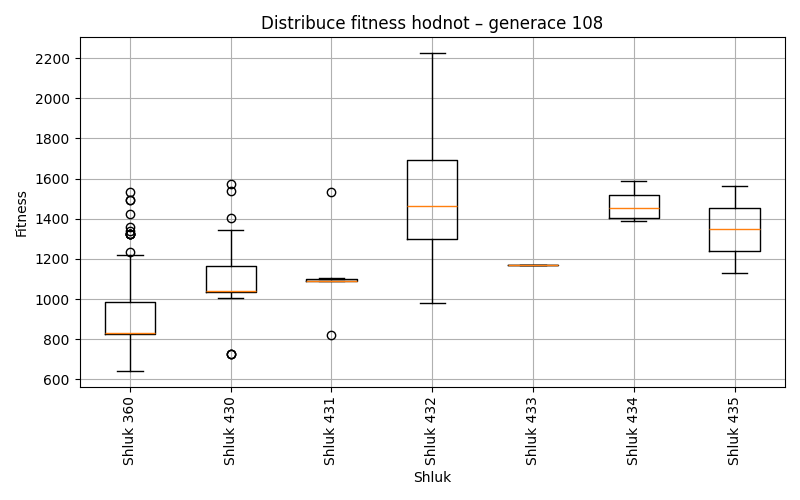 Distribuce fitness hodnot – generace 108
Fitness
2200
2000
1800
1600
1400
1200
1000
800
600
Shluk 360
Shluk 430
Shluk 431
Shluk 432
Shluk 433
Shluk 434
Shluk 435
Shluk